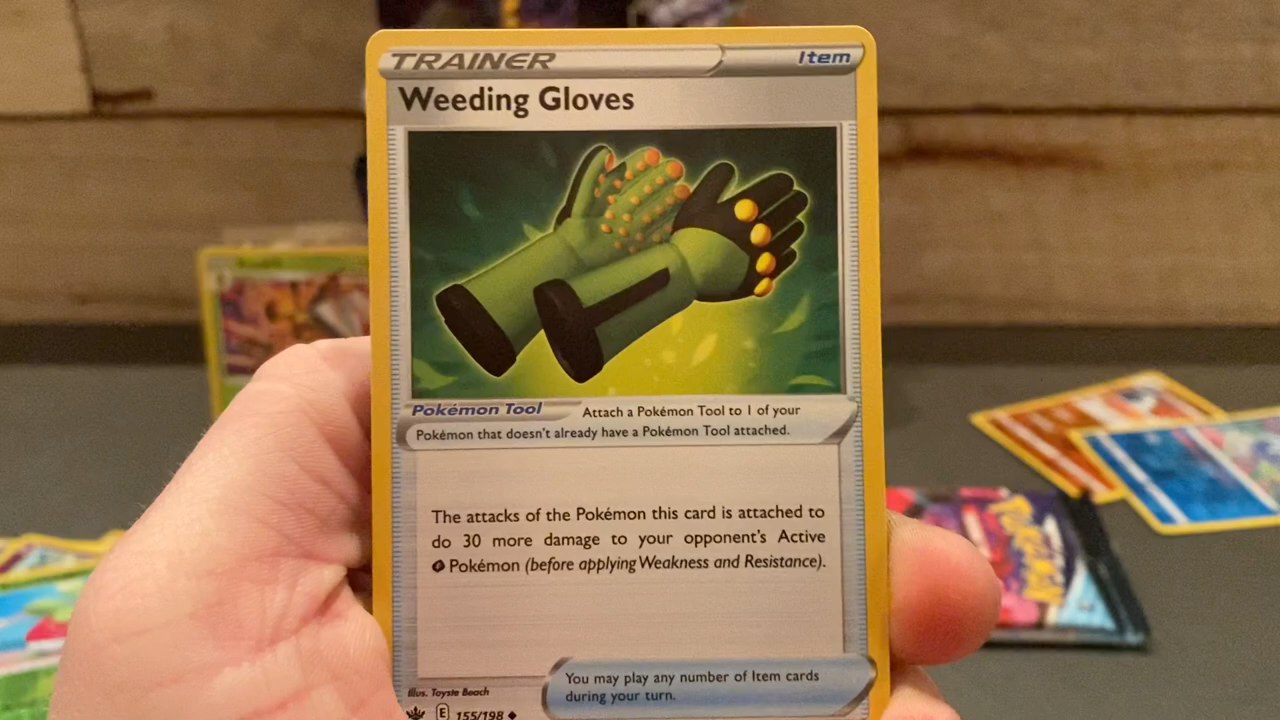 TRAINER Item
Weeding Gloves
Pokémon Tool Attach a Pokémon Tool to 1 of your
Pokémon that doesn't already have a Pokémon Tool attached.
The attacks of the Pokémon this card is attached to
do 30 more damage to your opponent's Active
Pokémon (before applying Weakness and Resistance).
You may play any number of Item cards
during your turn.
Illus. Toyste Beach
E 155/198
POKÉMON